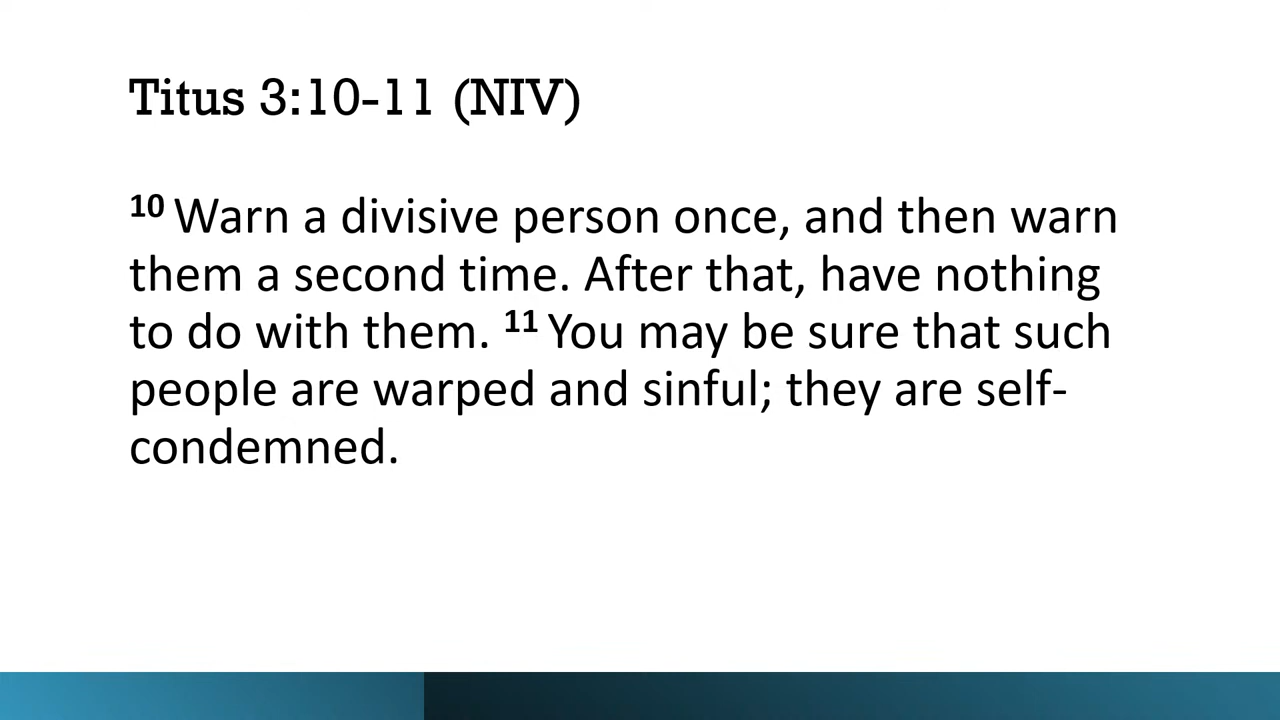 Titus 3:10-11 (NIV)
10 Warn a divisive person once, and then warn
them a second time. After that, have nothing
to do with them. 11 You may be sure that such
people are warped and sinful; they are self-
condemned.